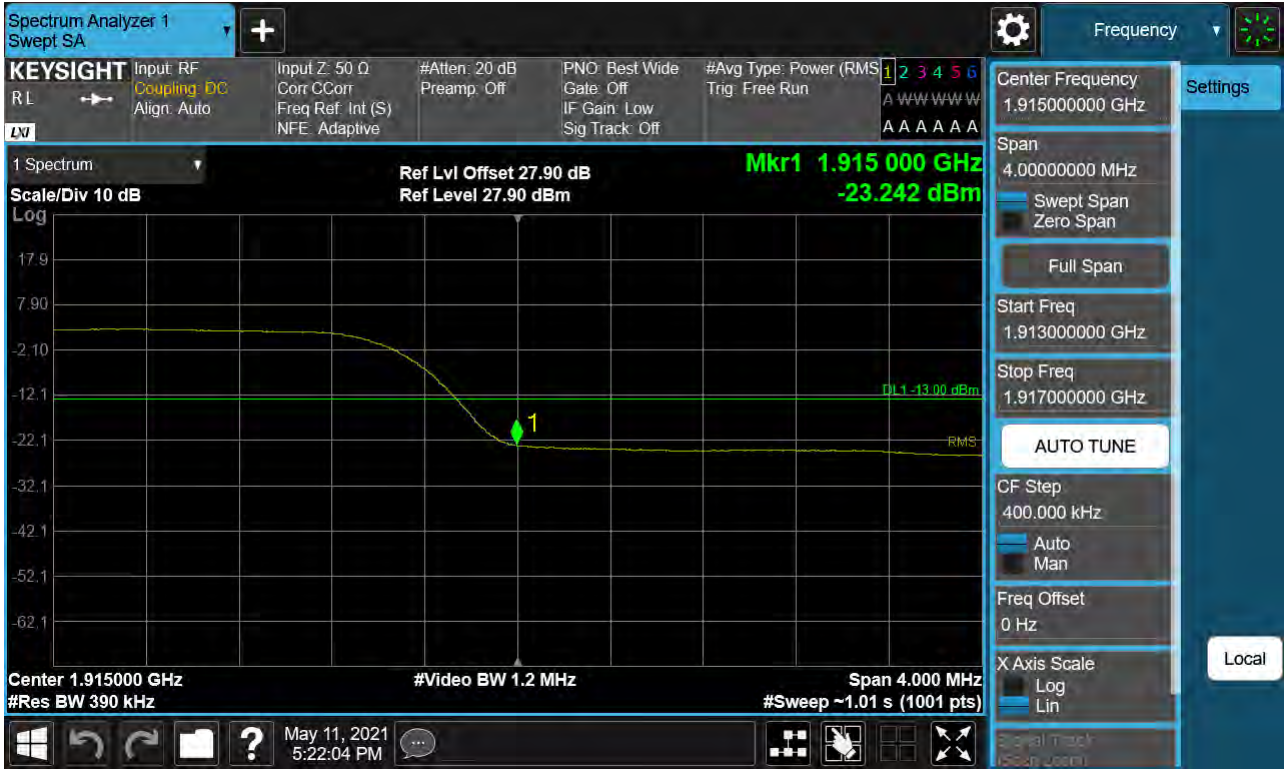 Spectrum Analyzer 1
Swept SA
Frequency
KEYSIGHT
RL
LXI
Input: RF
Coupling: DC
Align: Auto
Input Z: 50 Ω
Corr CCorr
Freq Ref: Int (S)
NFE: Adaptive
#Atten: 20 dB
Preamp: Off
PNO: Best Wide
Gate: Off
IF Gain: Low
Sig Track: Off
#Avg Type: Power (RMS
Trig: Free Run
1 2 3 4 5 6
A W W W W W
A A A A A A
1 Spectrum
Scale/Div 10 dB
Log
Ref Lvl Offset 27.90 dB
Ref Level 27.90 dBm
Mkr1 1.915 000 GHz
-23.242 dBm
17.9
7.90
-2.10
-12.1
-22.1
-32.1
-42.1
-52.1
-62.1
DL1 -13.00 dBm
1
RMS
Center 1.915000 GHz
#Video BW 1.2 MHz
Span 4.000 MHz
#Res BW 390 kHz
#Sweep ~1.01 s (1001 pts)
Center Frequency
1.915000000 GHz
Settings
Span
4.00000000 MHz
Swept Span
Zero Span
Full Span
Start Freq
1.913000000 GHz
Stop Freq
1.917000000 GHz
AUTO TUNE
CF Step
400.000 kHz
Auto
Man
Freq Offset
0 Hz
X Axis Scale
Log
Lin
Local
Signal Track
(Span Zoom)
?
May 11, 2021
5:22:04 PM